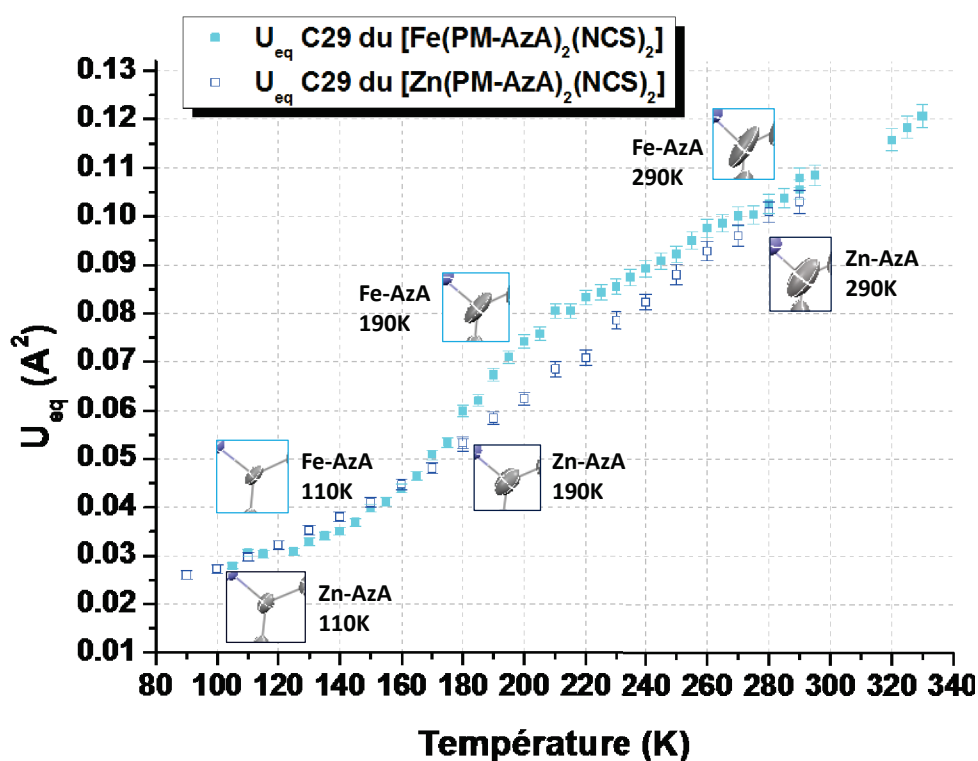 U_eq C29 du [Fe(PM-AzA)₂(NCS)₂]
U_eq C29 du [Zn(PM-AzA)₂(NCS)₂]
0.13
0.12
0.11
0.10
0.09
0.08
0.07
0.06
0.05
0.04
0.03
0.02
0.01
U_eq (A²)
Fe-AzA
290K
Zn-AzA
290K
Fe-AzA
190K
Zn-AzA
190K
Fe-AzA
110K
Zn-AzA
110K
80 100 120 140 160 180 200 220 240 260 280 300 320 340
Température (K)